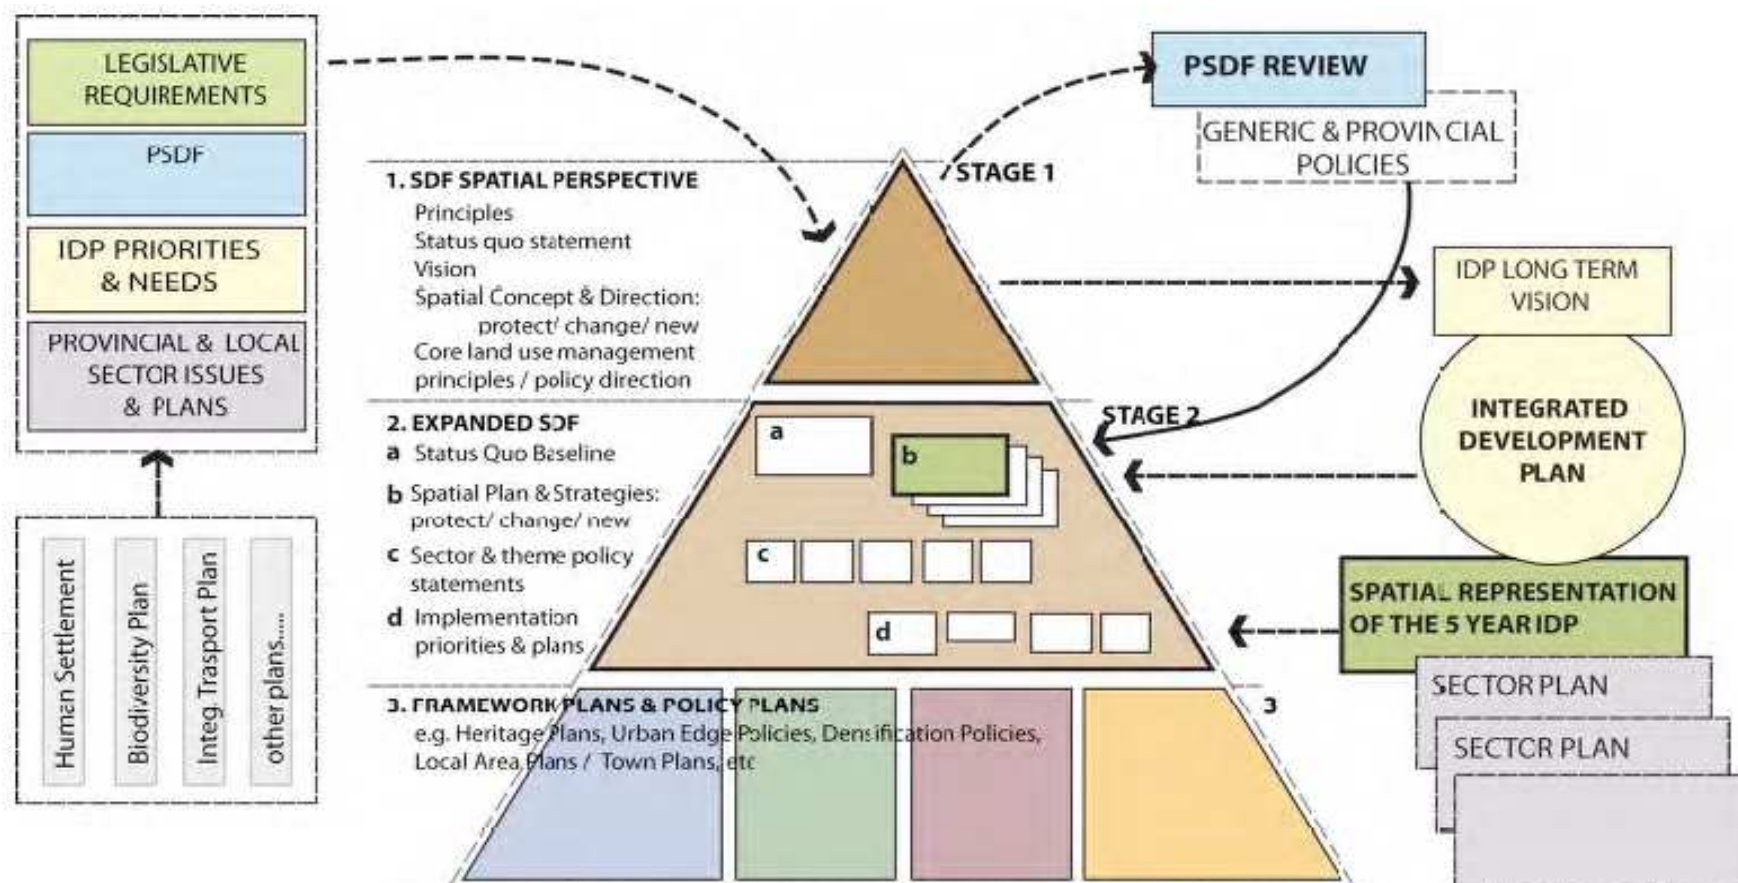 LEGISLATIVE
REQUIREMENTS
PSDF
IDP PRIORITIES
& NEEDS
PROVINCIAL & LOCAL
SECTOR ISSUES
& PLANS
Human Settlement
Biodiversity Plan
Integ. Trasport Plan
other plans.....
1. SDF SPATIAL PERSPECTIVE
Principles
Status quo statement
Vision
Spatial Concept & Direction:
protect/ change/ new
Core land use management
principles / policy direction
2. EXPANDED SDF
a Status Quo Baseline
b Spatial Plan & Strategies:
protect/ change/ new
c Sector & theme policy
statements
d Implementation
priorities & plans
3. FRAMEWORK PLANS & POLICY PLANS
e.g. Heritage Plans, Urban Edge Policies, Densification Policies,
Local Area Plans / Town Plans, etc
STAGE 1
STAGE 2
3
a
b
c
d
PSDF REVIEW
GENERIC & PROVINCIAL
POLICIES
IDP LONG TERM
VISION
INTEGRATED
DEVELOPMENT
PLAN
SPATIAL REPRESENTATION
OF THE 5 YEAR IDP
SECTOR PLAN
SECTOR PLAN